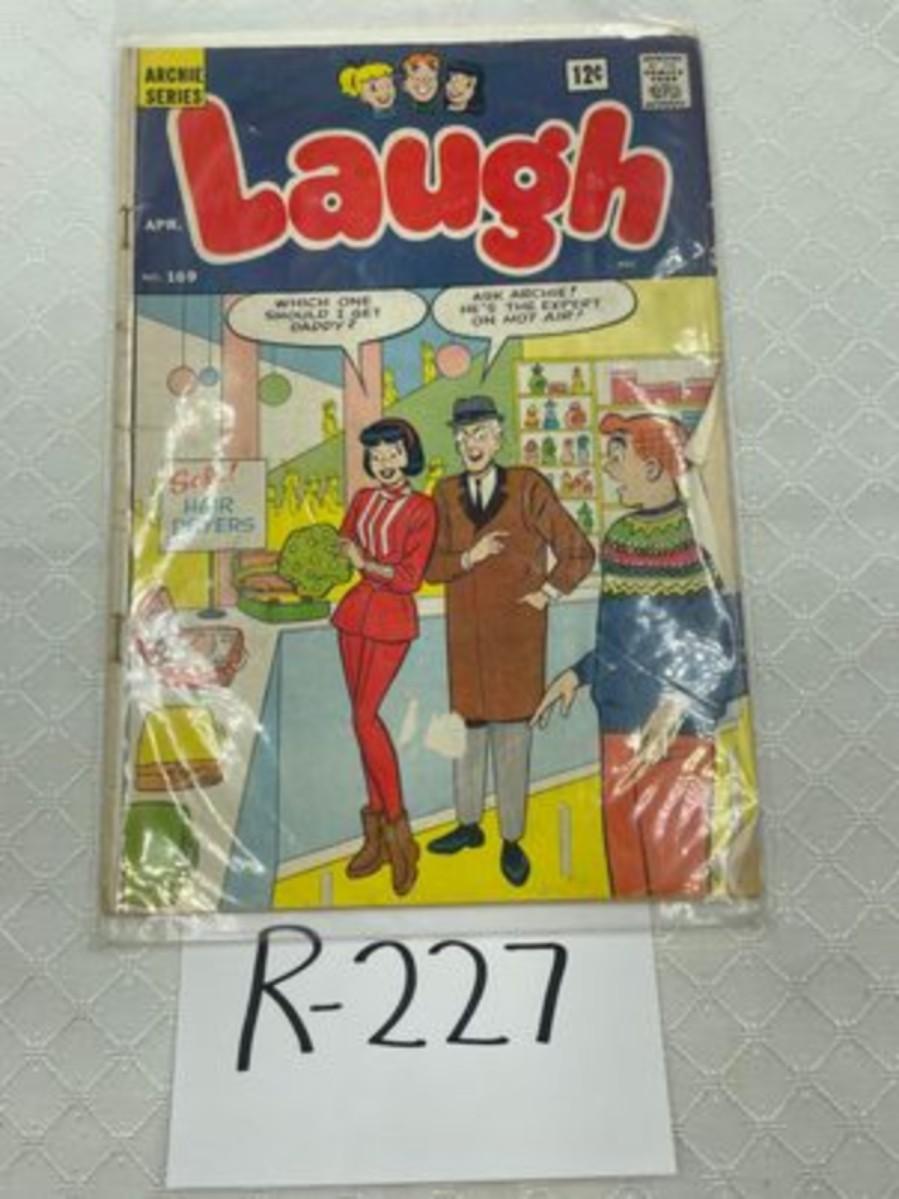 ARCHIE
SERIES
12¢
Laugh
APR.
NO. 169
WHICH ONE
SHOULD I GET
DADDY?
ASK ARCHIE!
HE'S THE EXPERT
ON HOT AIR!
Sale!
HAIR
DRYERS
R-227